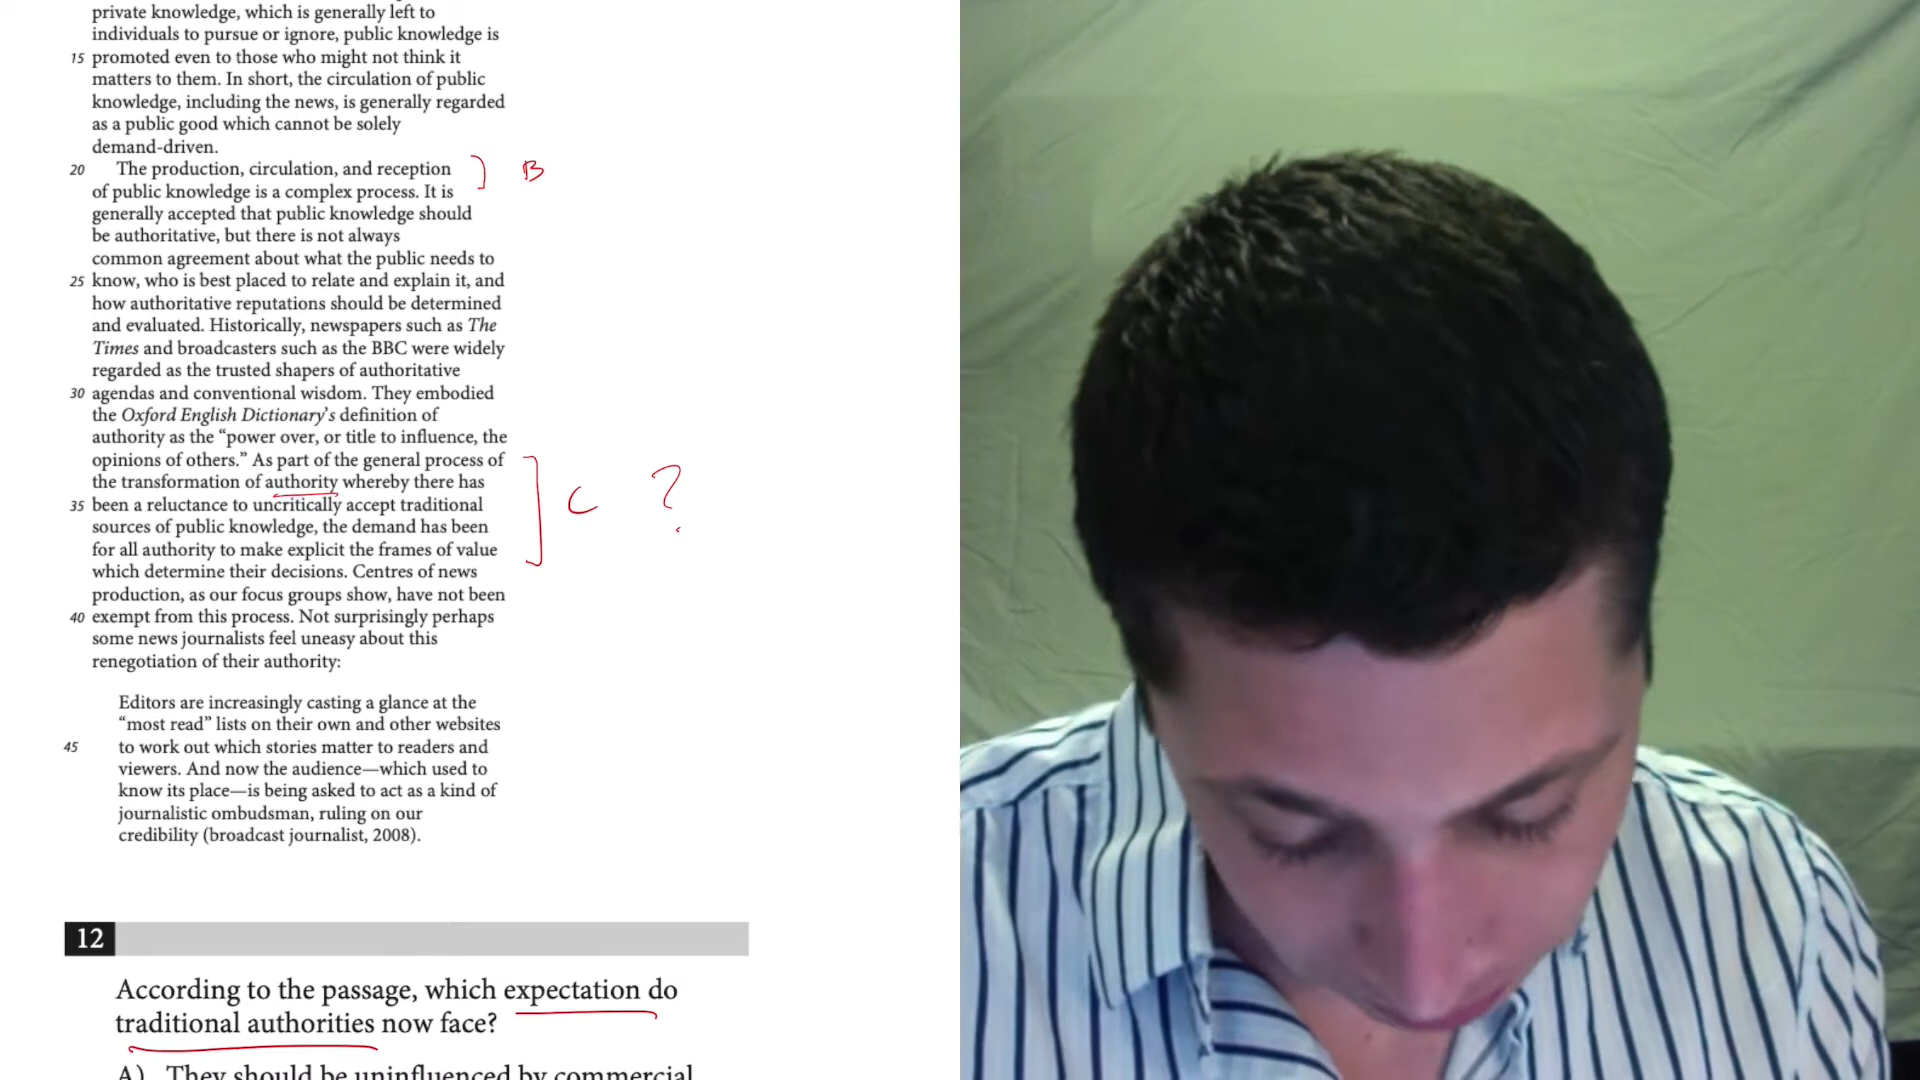 private knowledge, which is generally left to
individuals to pursue or ignore, public knowledge is
15 promoted even to those who might not think it
matters to them. In short, the circulation of public
knowledge, including the news, is generally regarded
as a public good which cannot be solely
demand-driven.
20 The production, circulation, and reception
B
of public knowledge is a complex process. It is
generally accepted that public knowledge should
be authoritative, but there is not always
common agreement about what the public needs to
25 know, who is best placed to relate and explain it, and
how authoritative reputations should be determined
and evaluated. Historically, newspapers such as The
Times and broadcasters such as the BBC were widely
regarded as the trusted shapers of authoritative
30 agendas and conventional wisdom. They embodied
the Oxford English Dictionary's definition of
authority as the “power over, or title to influence, the
opinions of others.” As part of the general process of
the transformation of authority whereby there has
C ?
35 been a reluctance to uncritically accept traditional
sources of public knowledge, the demand has been
for all authority to make explicit the frames of value
which determine their decisions. Centres of news
production, as our focus groups show, have not been
40 exempt from this process. Not surprisingly perhaps
some news journalists feel uneasy about this
renegotiation of their authority:
Editors are increasingly casting a glance at the
“most read” lists on their own and other websites
45 to work out which stories matter to readers and
viewers. And now the audience—which used to
know its place—is being asked to act as a kind of
journalistic ombudsman, ruling on our
credibility (broadcast journalist, 2008).
12
According to the passage, which expectation do
traditional authorities now face?
A) They should be uninfluenced by commercial